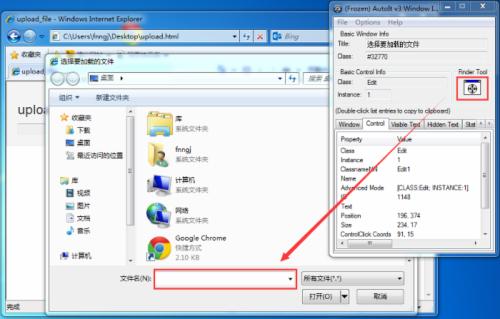 upload_file - Windows Internet Explorer
C:\Users\fnngj\Desktop\upload.html
Bing
收藏夹
upload_
选择要加载的文件
桌面
搜索 桌面
组织
新建文件夹
收藏夹
下载
桌面
最近访问的位置
库
视频
图片
文档
音乐
库
系统文件夹
fnngj
系统文件夹
计算机
系统文件夹
网络
系统文件夹
Google Chrome
快捷方式
2.10 KB
文件名(N):
所有文件(*.*)
打开(O)
取消
完成
(Frozen) AutoIt v3 Window I...
File Options Help
Basic Window Info
Title: 选择要加载的文件
Class: #32770
Basic Control Info
Class: Edit
Instance: 1
Finder Tool
(Double-click list entries to copy to clipboard)
Window Control Visible Text Hidden Text Stat
Property Value
Class Edit
Instance 1
ClassnameNN Edit1
Name
Advanced Mode [CLASS:Edit; INSTANCE:1]
ID 1148
Text
Position 196, 374
Size 234, 17
ControlClick Coords 91, 15